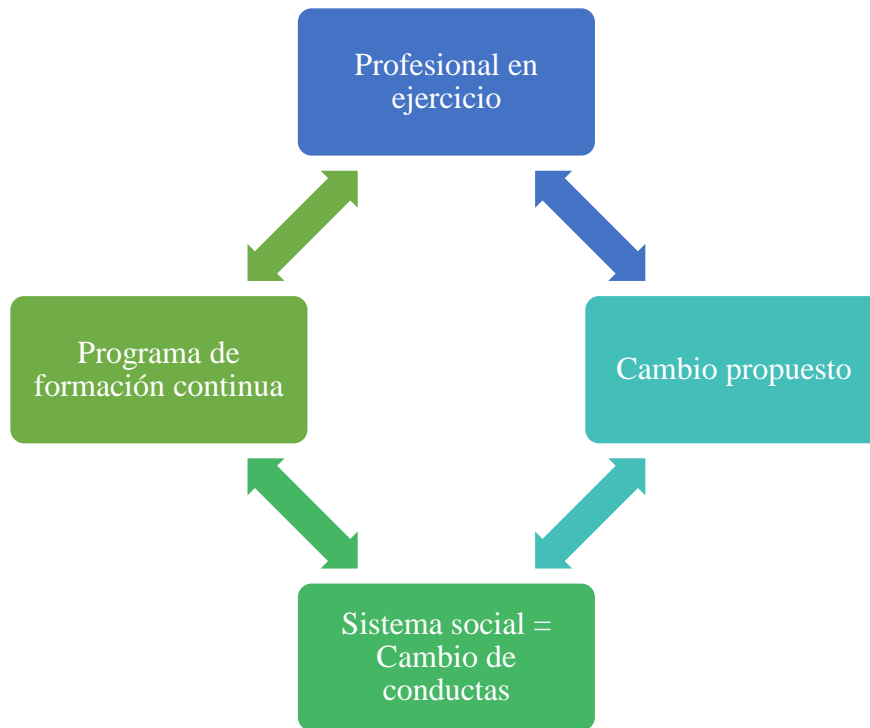 Profesional en
ejercicio
Programa de
formación continua
Cambio propuesto
Sistema social =
Cambio de
conductas